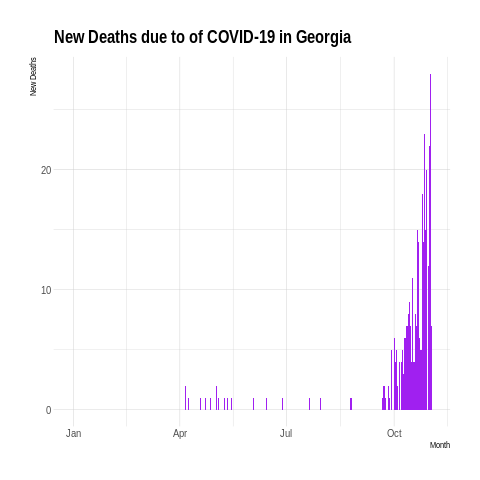 New Deaths due to of COVID-19 in Georgia
New Deaths
20
10
0
Jan Apr Jul Oct
Month